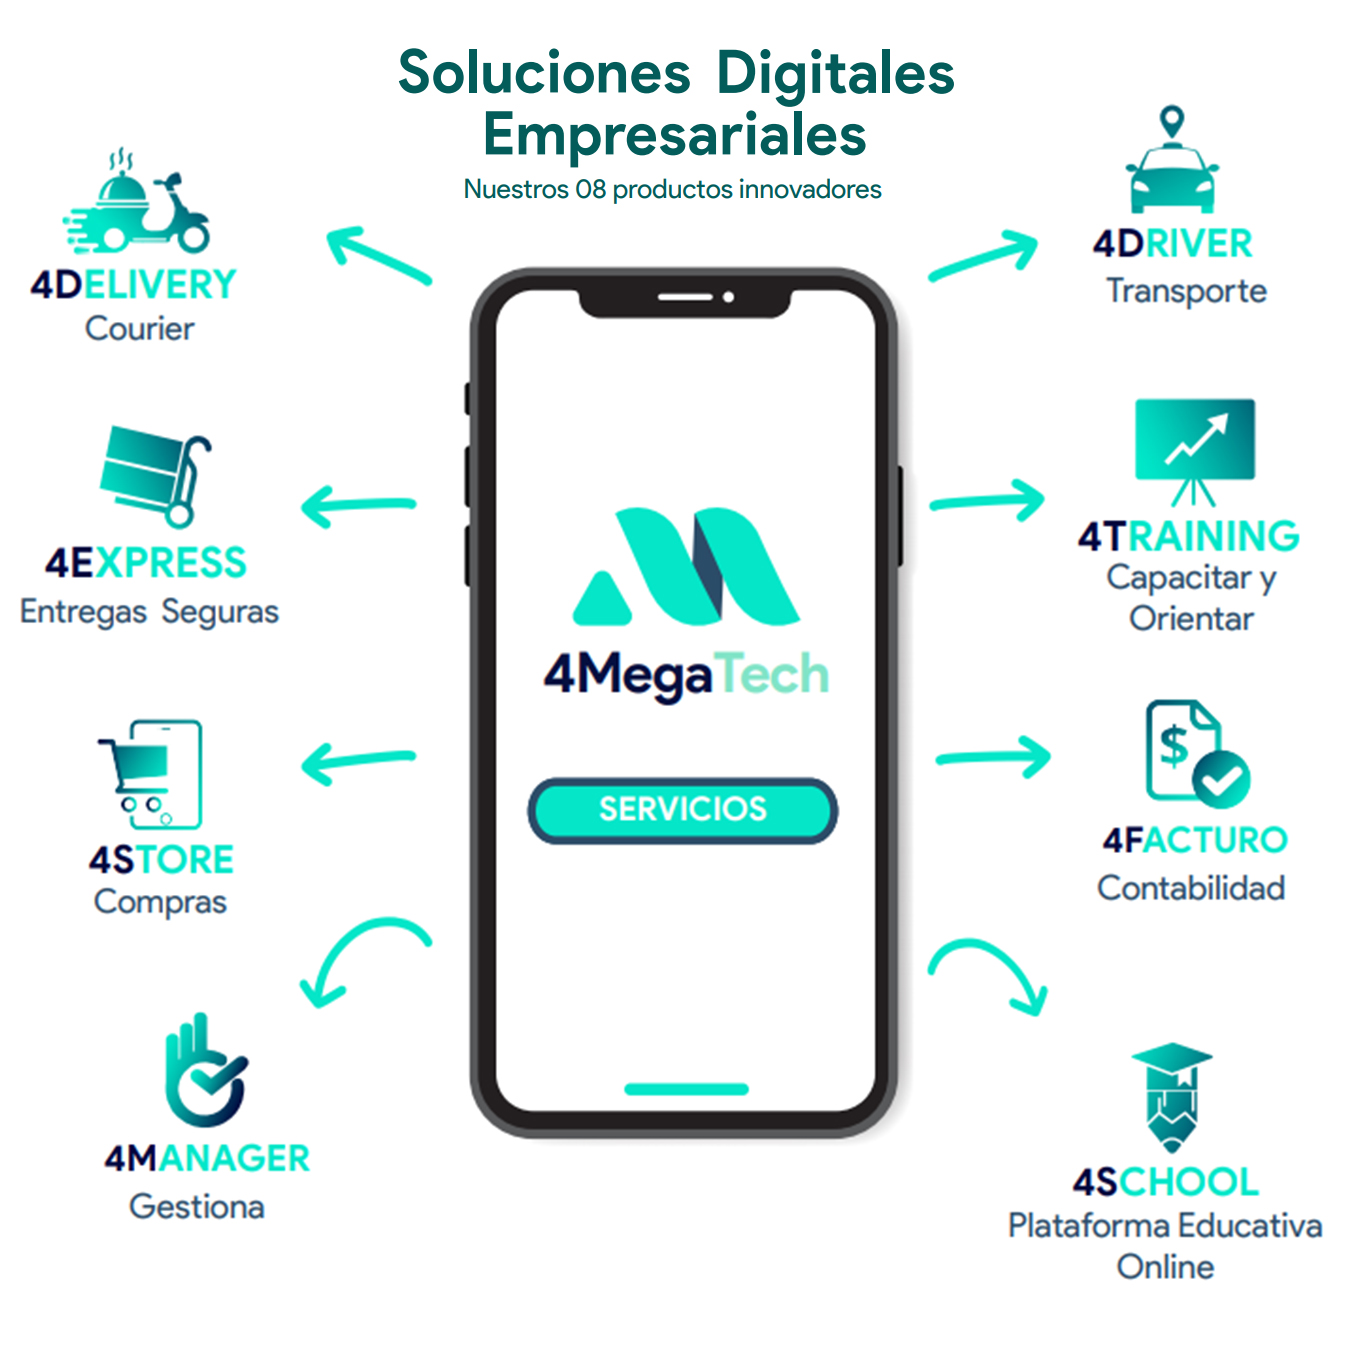 Soluciones Digitales
Empresariales
Nuestros 08 productos innovadores
4DELIVERY
Courier
4EXPRESS
Entregas Seguras
4STORE
Compras
4MANAGER
Gestiona
4MegaTech
SERVICIOS
4DRIVER
Transporte
4TRAINING
Capacitar y
Orientar
$
4FACTURO
Contabilidad
4SCHOOL
Plataforma Educativa
Online